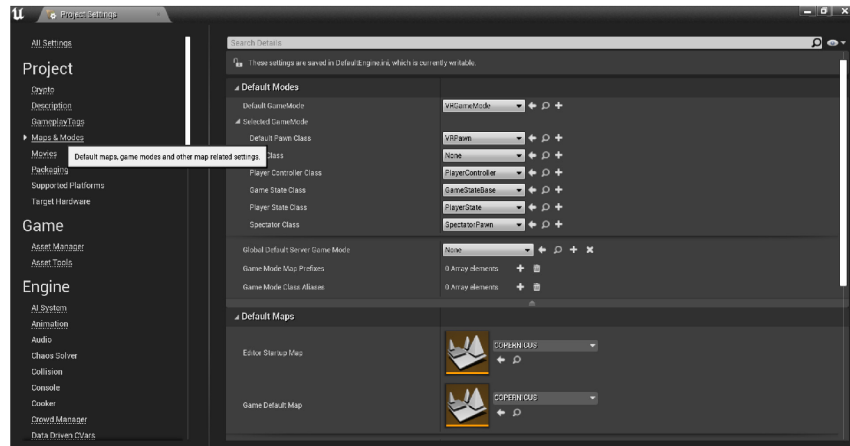 Project Settings
All Settings
Project
Crypto
Description
GameplayTags
Maps & Modes
Movies
Default maps, game modes and other map related settings.
Packaging
Supported Platforms
Target Hardware
Game
Asset Manager
Asset Tools
Engine
AI System
Animation
Audio
Chaos Solver
Collision
Console
Cooker
Crowd Manager
Data Driven CVars
Search Details
These settings are saved in DefaultEngine.ini, which is currently writable.
Default Modes
Default GameMode VRGameMode
Selected GameMode
Default Pawn Class VRPawn
Class None
Player Controller Class PlayerController
Game State Class GameStateBase
Player State Class PlayerState
Spectator Class SpectatorPawn
Global Default Server Game Mode None
Game Mode Map Prefixes 0 Array elements
Game Mode Class Aliases 0 Array elements
Default Maps
Editor Startup Map COPERNICUS
Game Default Map COPERNICUS